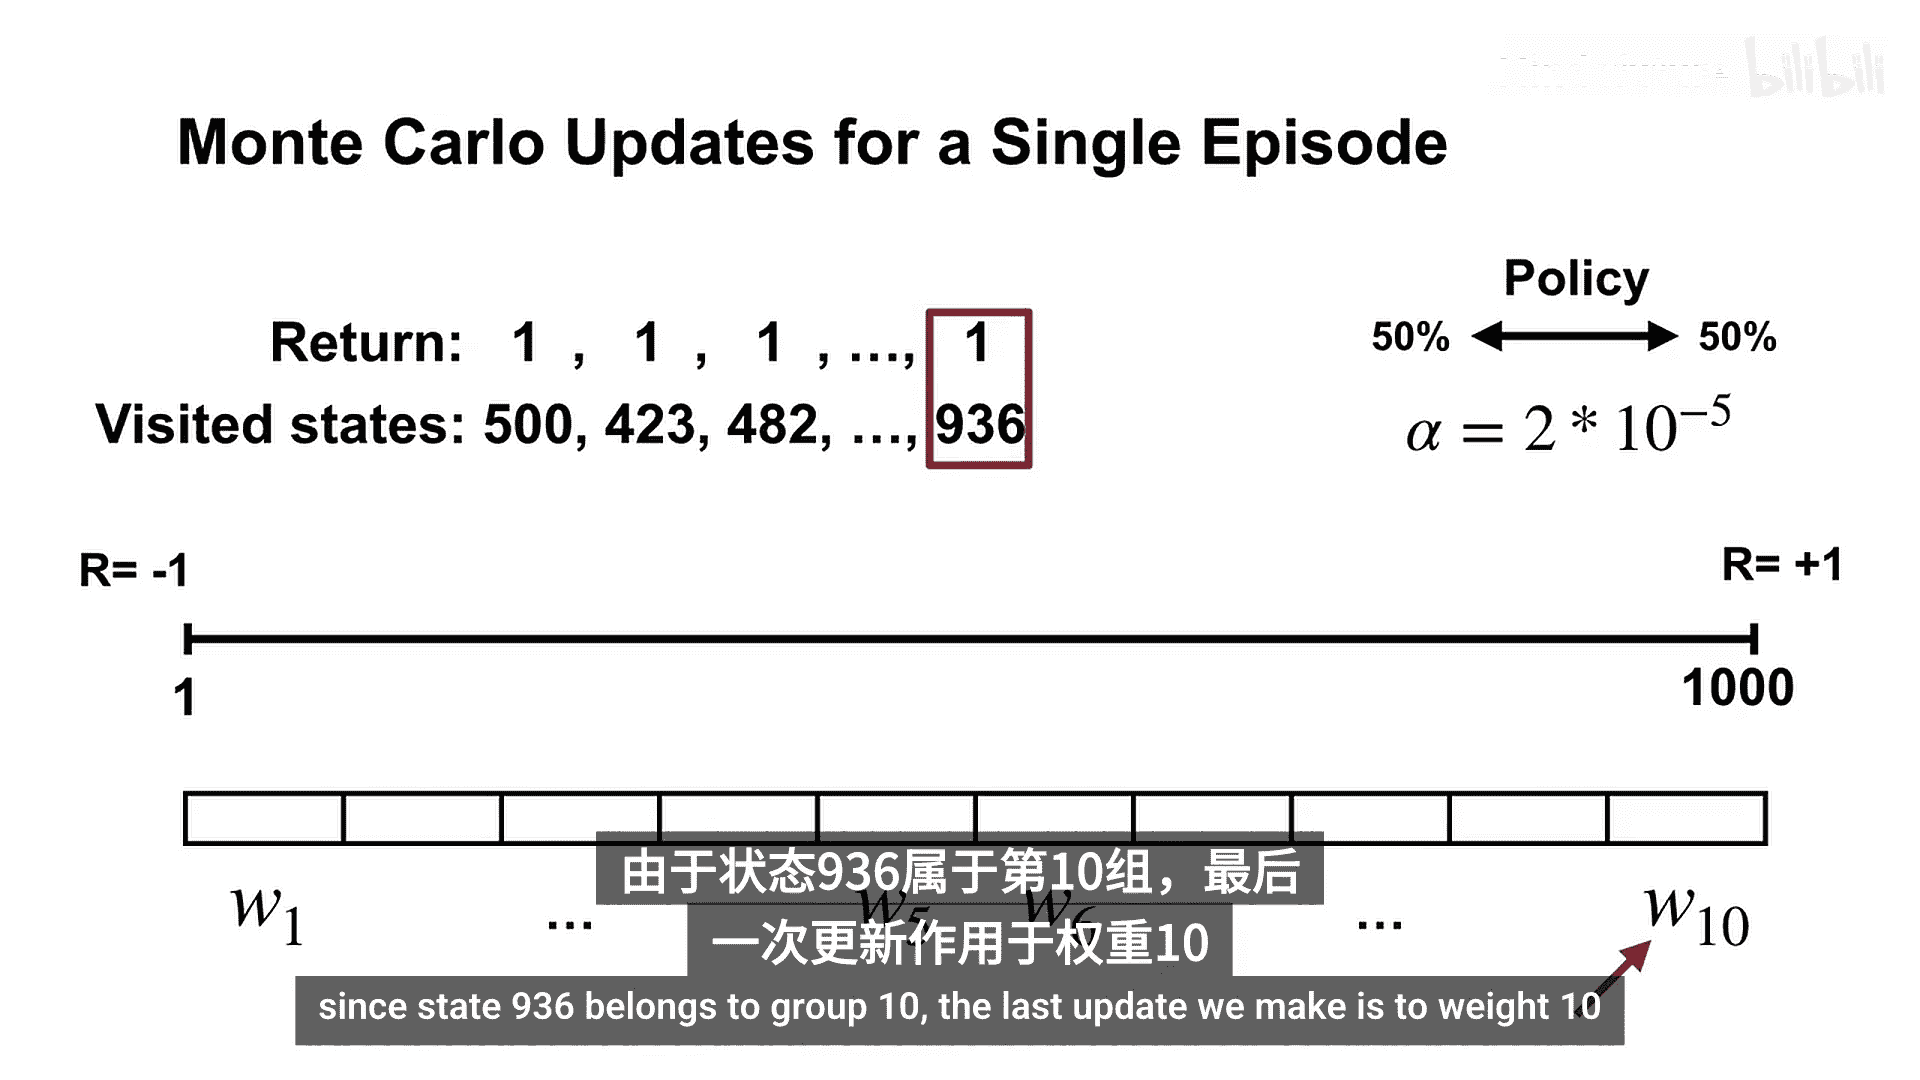 bilibili
Monte Carlo Updates for a Single Episode
Policy
50% 50%
Return: 1 , 1 , 1 , ..., 1
Visited states: 500, 423, 482, ..., 936
α = 2 * 10⁻⁵
R= -1
R= +1
1
1000
由于状态936属于第10组，最后
w₁ ... w₅ w₆ ... w₁₀
一次更新作用于权重10
since state 936 belongs to group 10, the last update we make is to weight 10